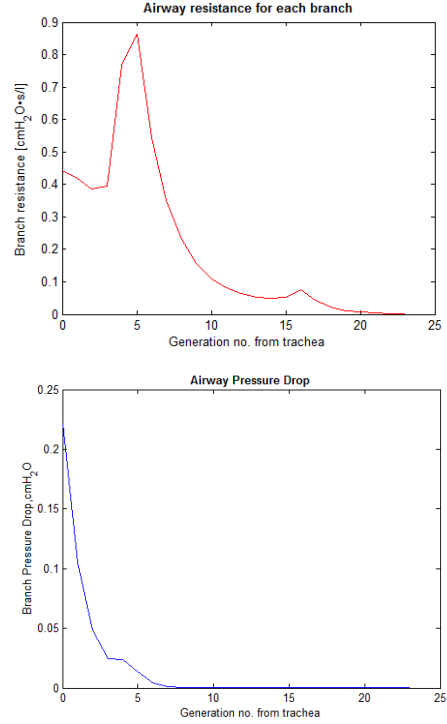 Airway resistance for each branch
0.9
0.8
0.7
0.6
0.5
0.4
0.3
0.2
0.1
0
Branch resistance [cmH₂O•s/l]
0 5 10 15 20 25
Generation no. from trachea
Airway Pressure Drop
0.25
0.2
0.15
0.1
0.05
0
Branch Pressure Drop,cmH₂O
0 5 10 15 20 25
Generation no. from trachea